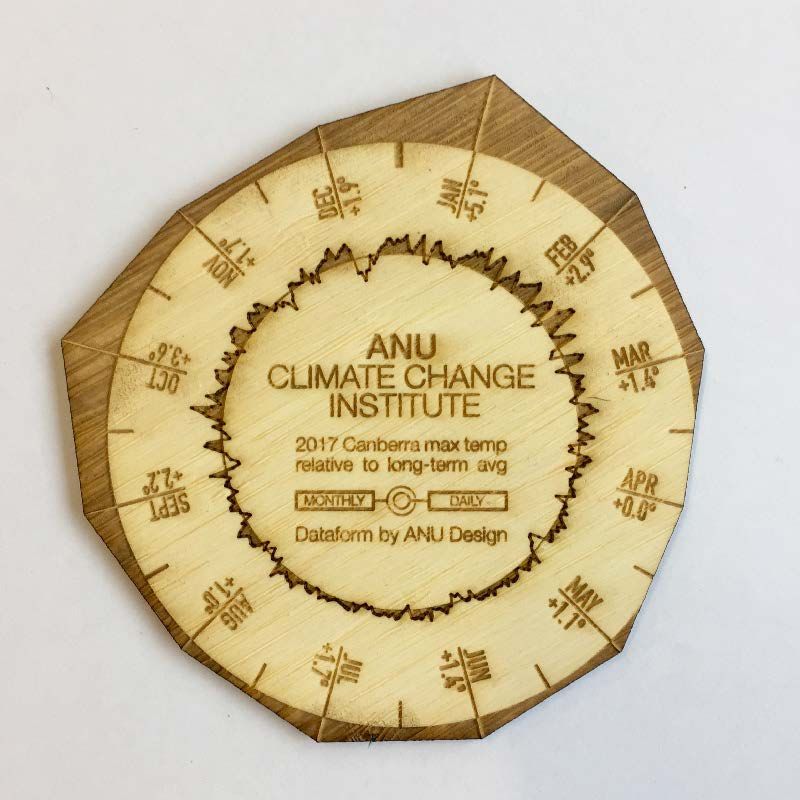 ANU
CLIMATE CHANGE
INSTITUTE
2017 Canberra max temp
relative to long-term avg
MONTHLY
DAILY
Dataform by ANU Design
JAN
+5.1°
FEB
+2.9°
MAR
+1.4°
APR
+0.0°
MAY
+1.1°
JUN
+1.4°
JUL
+1.7°
AUG
+1.0°
SEPT
+2.2°
OCT
+3.6°
NOV
+1.7°
DEC
+1.9°